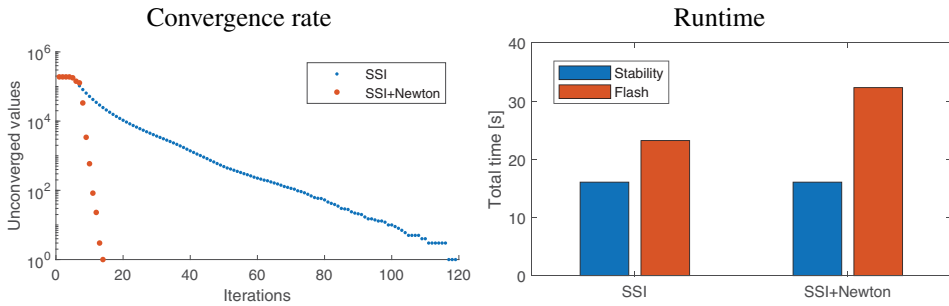 Convergence rate
Unconverged values
10^6
10^4
10^2
10^0
0
20
40
60
80
100
120
Iterations
SSI
SSI+Newton
Runtime
Total time [s]
40
30
20
10
0
Stability
Flash
SSI
SSI+Newton